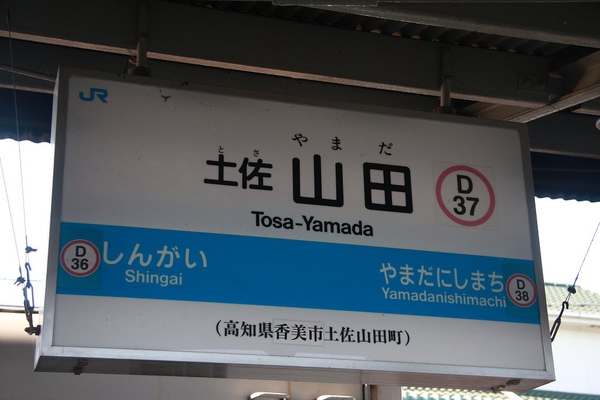 JR
とさ やまだ
土佐 山田
D
37
Tosa-Yamada
D
36
しんがい
Shingai
やまだにしまち
Yamadanishimachi
D
38
(高知県香美市土佐山田町)